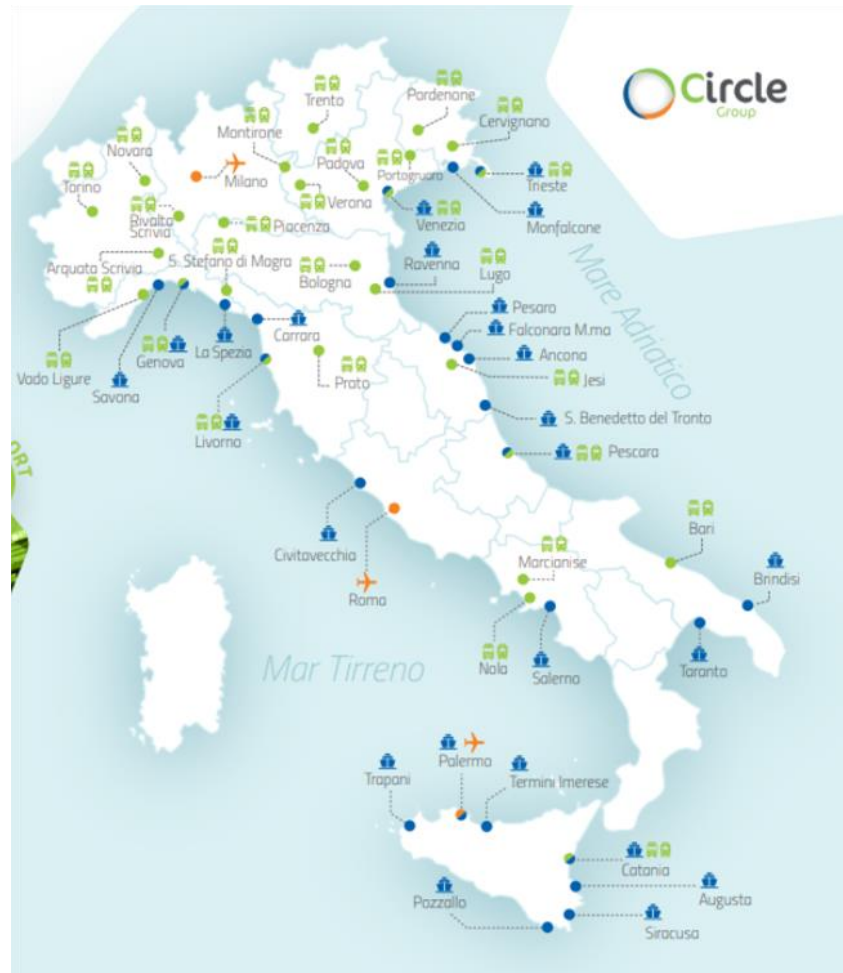 Circle
Group
Trento
Pordenone
Cervignano
Montirone
Novara
Padova
Portogruaro
Trieste
Torino
Milano
Verona
Venezia
Monfalcone
Rivalta
Scrivia
Piacenza
Arquata Scrivia
S. Stefano di Magra
Bologna
Ravenna
Lugo
Mare Adriatico
Pesaro
Falconara M.ma
Ancona
Jesi
Carrara
La Spezia
Genova
Vado Ligure
Savona
Prato
Livorno
S. Benedetto del Tronto
Pescara
ORT
Civitavecchia
Roma
Marcianise
Bari
Brindisi
Nola
Salerno
Taranto
Mar Tirreno
Palermo
Trapani
Termini Imerese
Catania
Augusta
Pozzallo
Siracusa